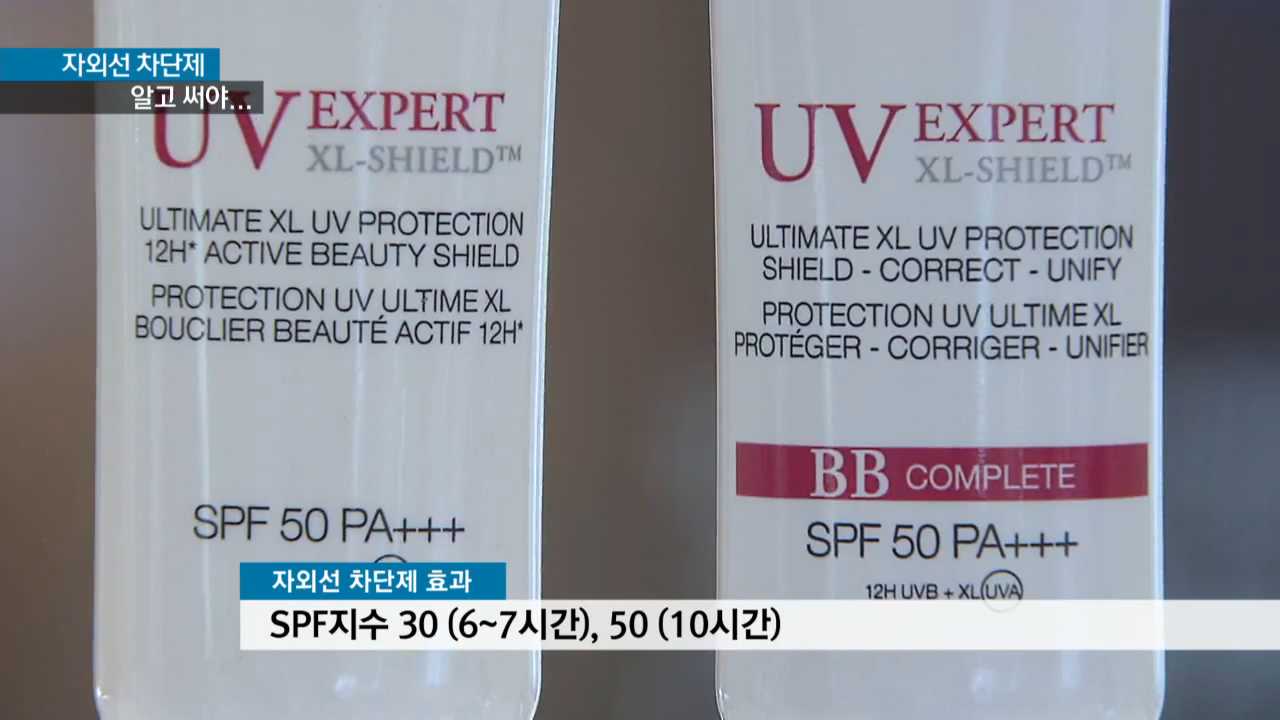 자외선 차단제
알고 써야...
UV EXPERT
XL-SHIELD™
ULTIMATE XL UV PROTECTION
12H* ACTIVE BEAUTY SHIELD
PROTECTION UV ULTIME XL
BOUCLIER BEAUTÉ ACTIF 12H*
SPF 50 PA+++
UV EXPERT
XL-SHIELD™
ULTIMATE XL UV PROTECTION
SHIELD - CORRECT - UNIFY
PROTECTION UV ULTIME XL
PROTÉGER - CORRIGER - UNIFIER
BB COMPLETE
SPF 50 PA+++
12H UVB + XL UVA
자외선 차단제 효과
SPF지수 30 (6~7시간), 50 (10시간)